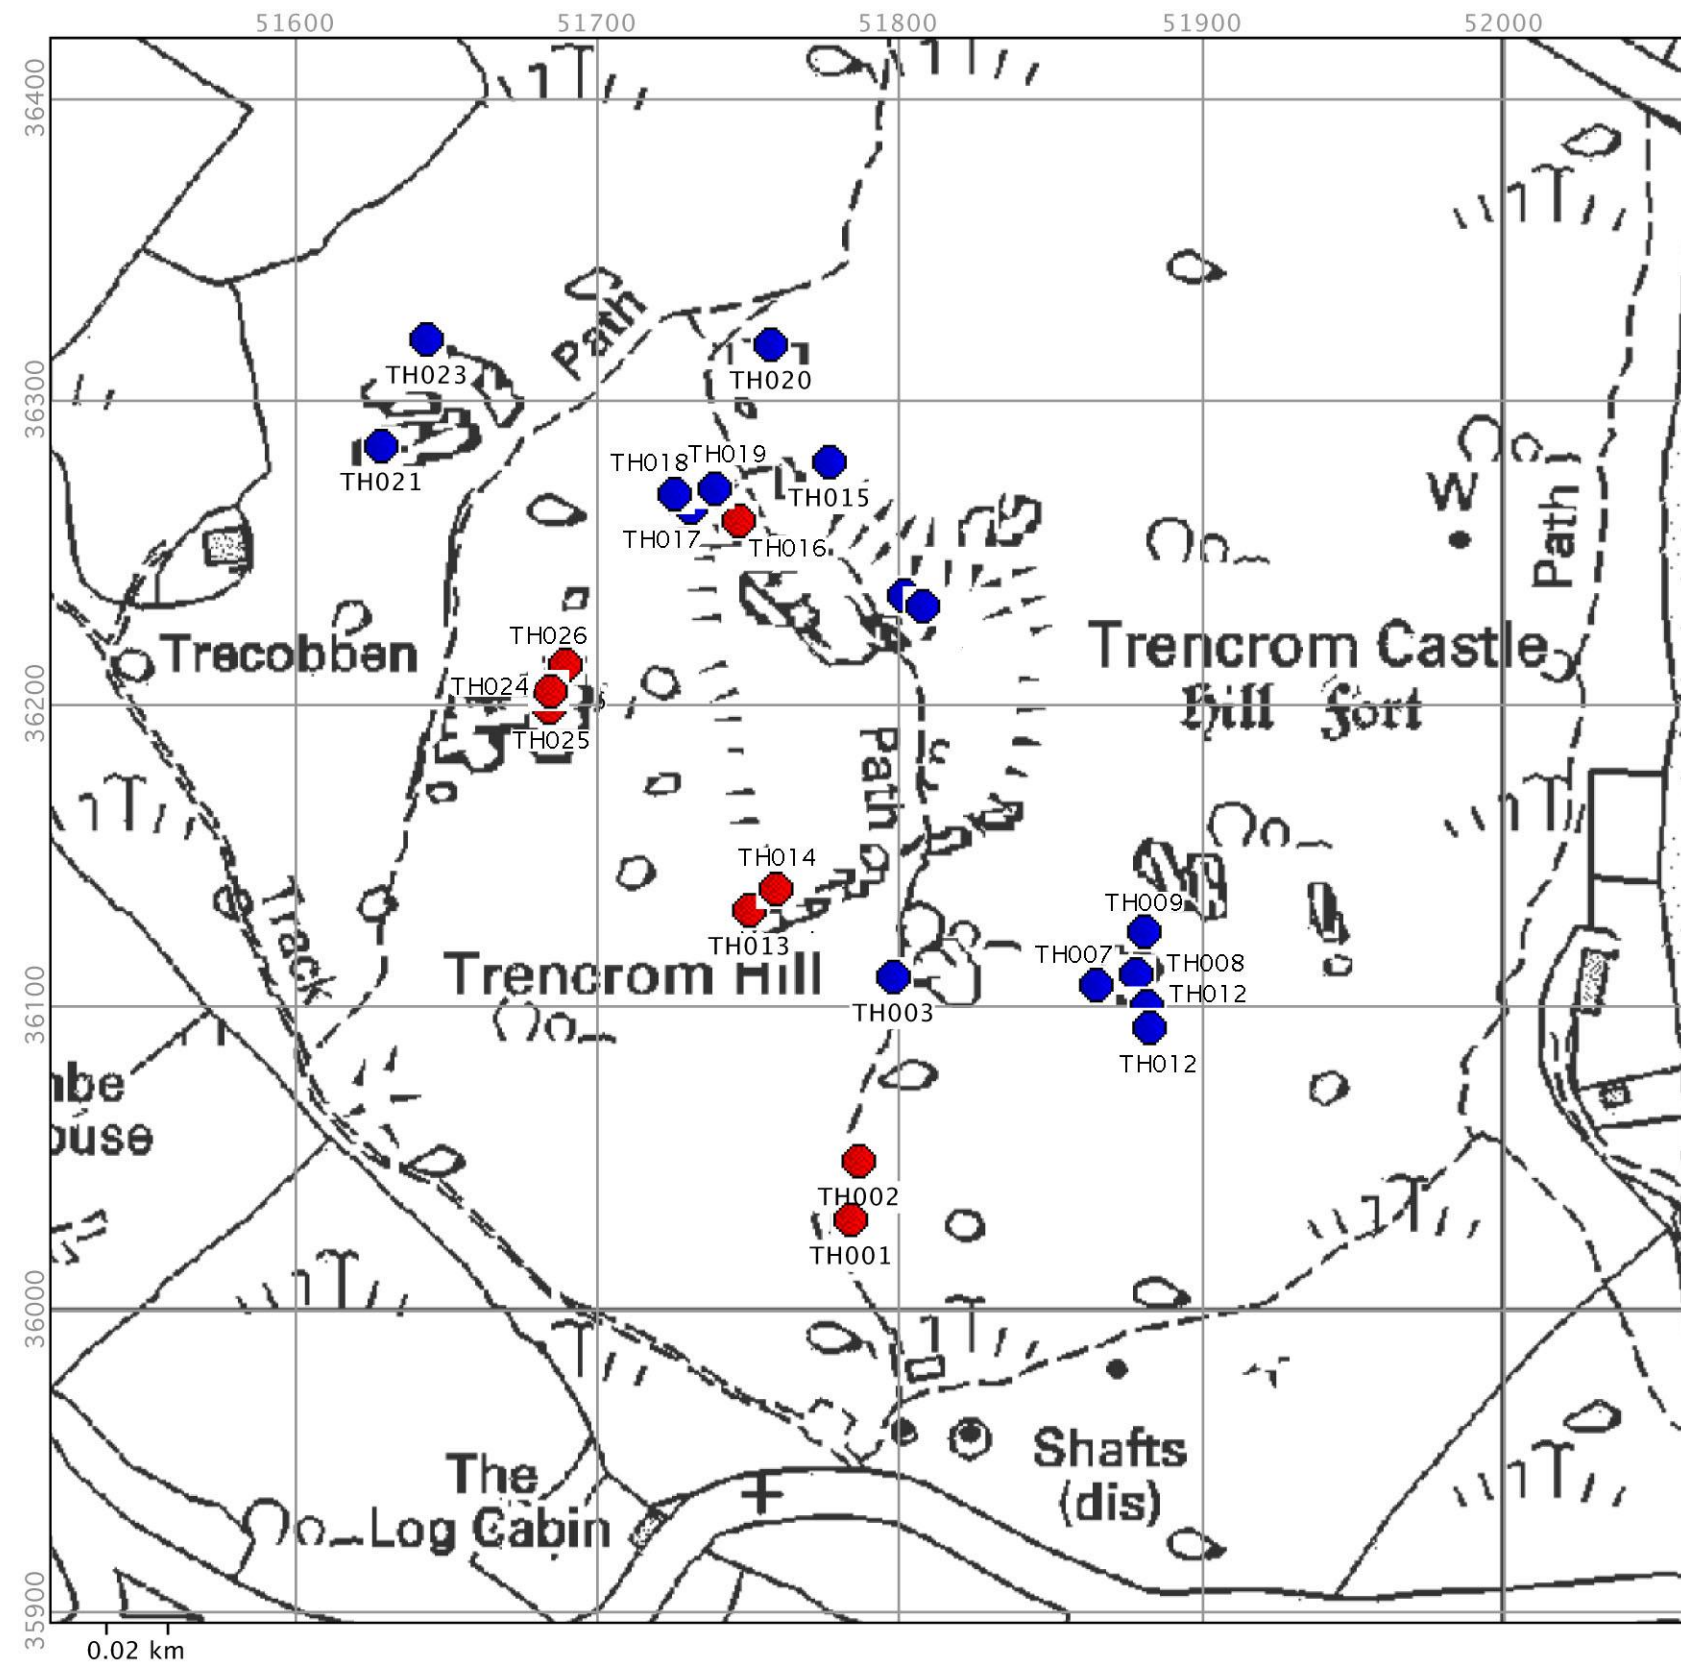 51600 51700 51800 51900 52000
36400
Path
TH023
TH020
36300
TH019
TH018
TH021
TH015
W
TH017
TH016
Path
Trecobben
TH026
Trencrom Castle
TH024
36200
Hill Fort
TH025
Path
TH014
Track
TH009
TH013
TH007
TH008
Trencrom Hill
TH012
36100
TH003
TH012
TH002
TH001
36000
Shafts
The
(dis)
Log Cabin
35900
0.02 km